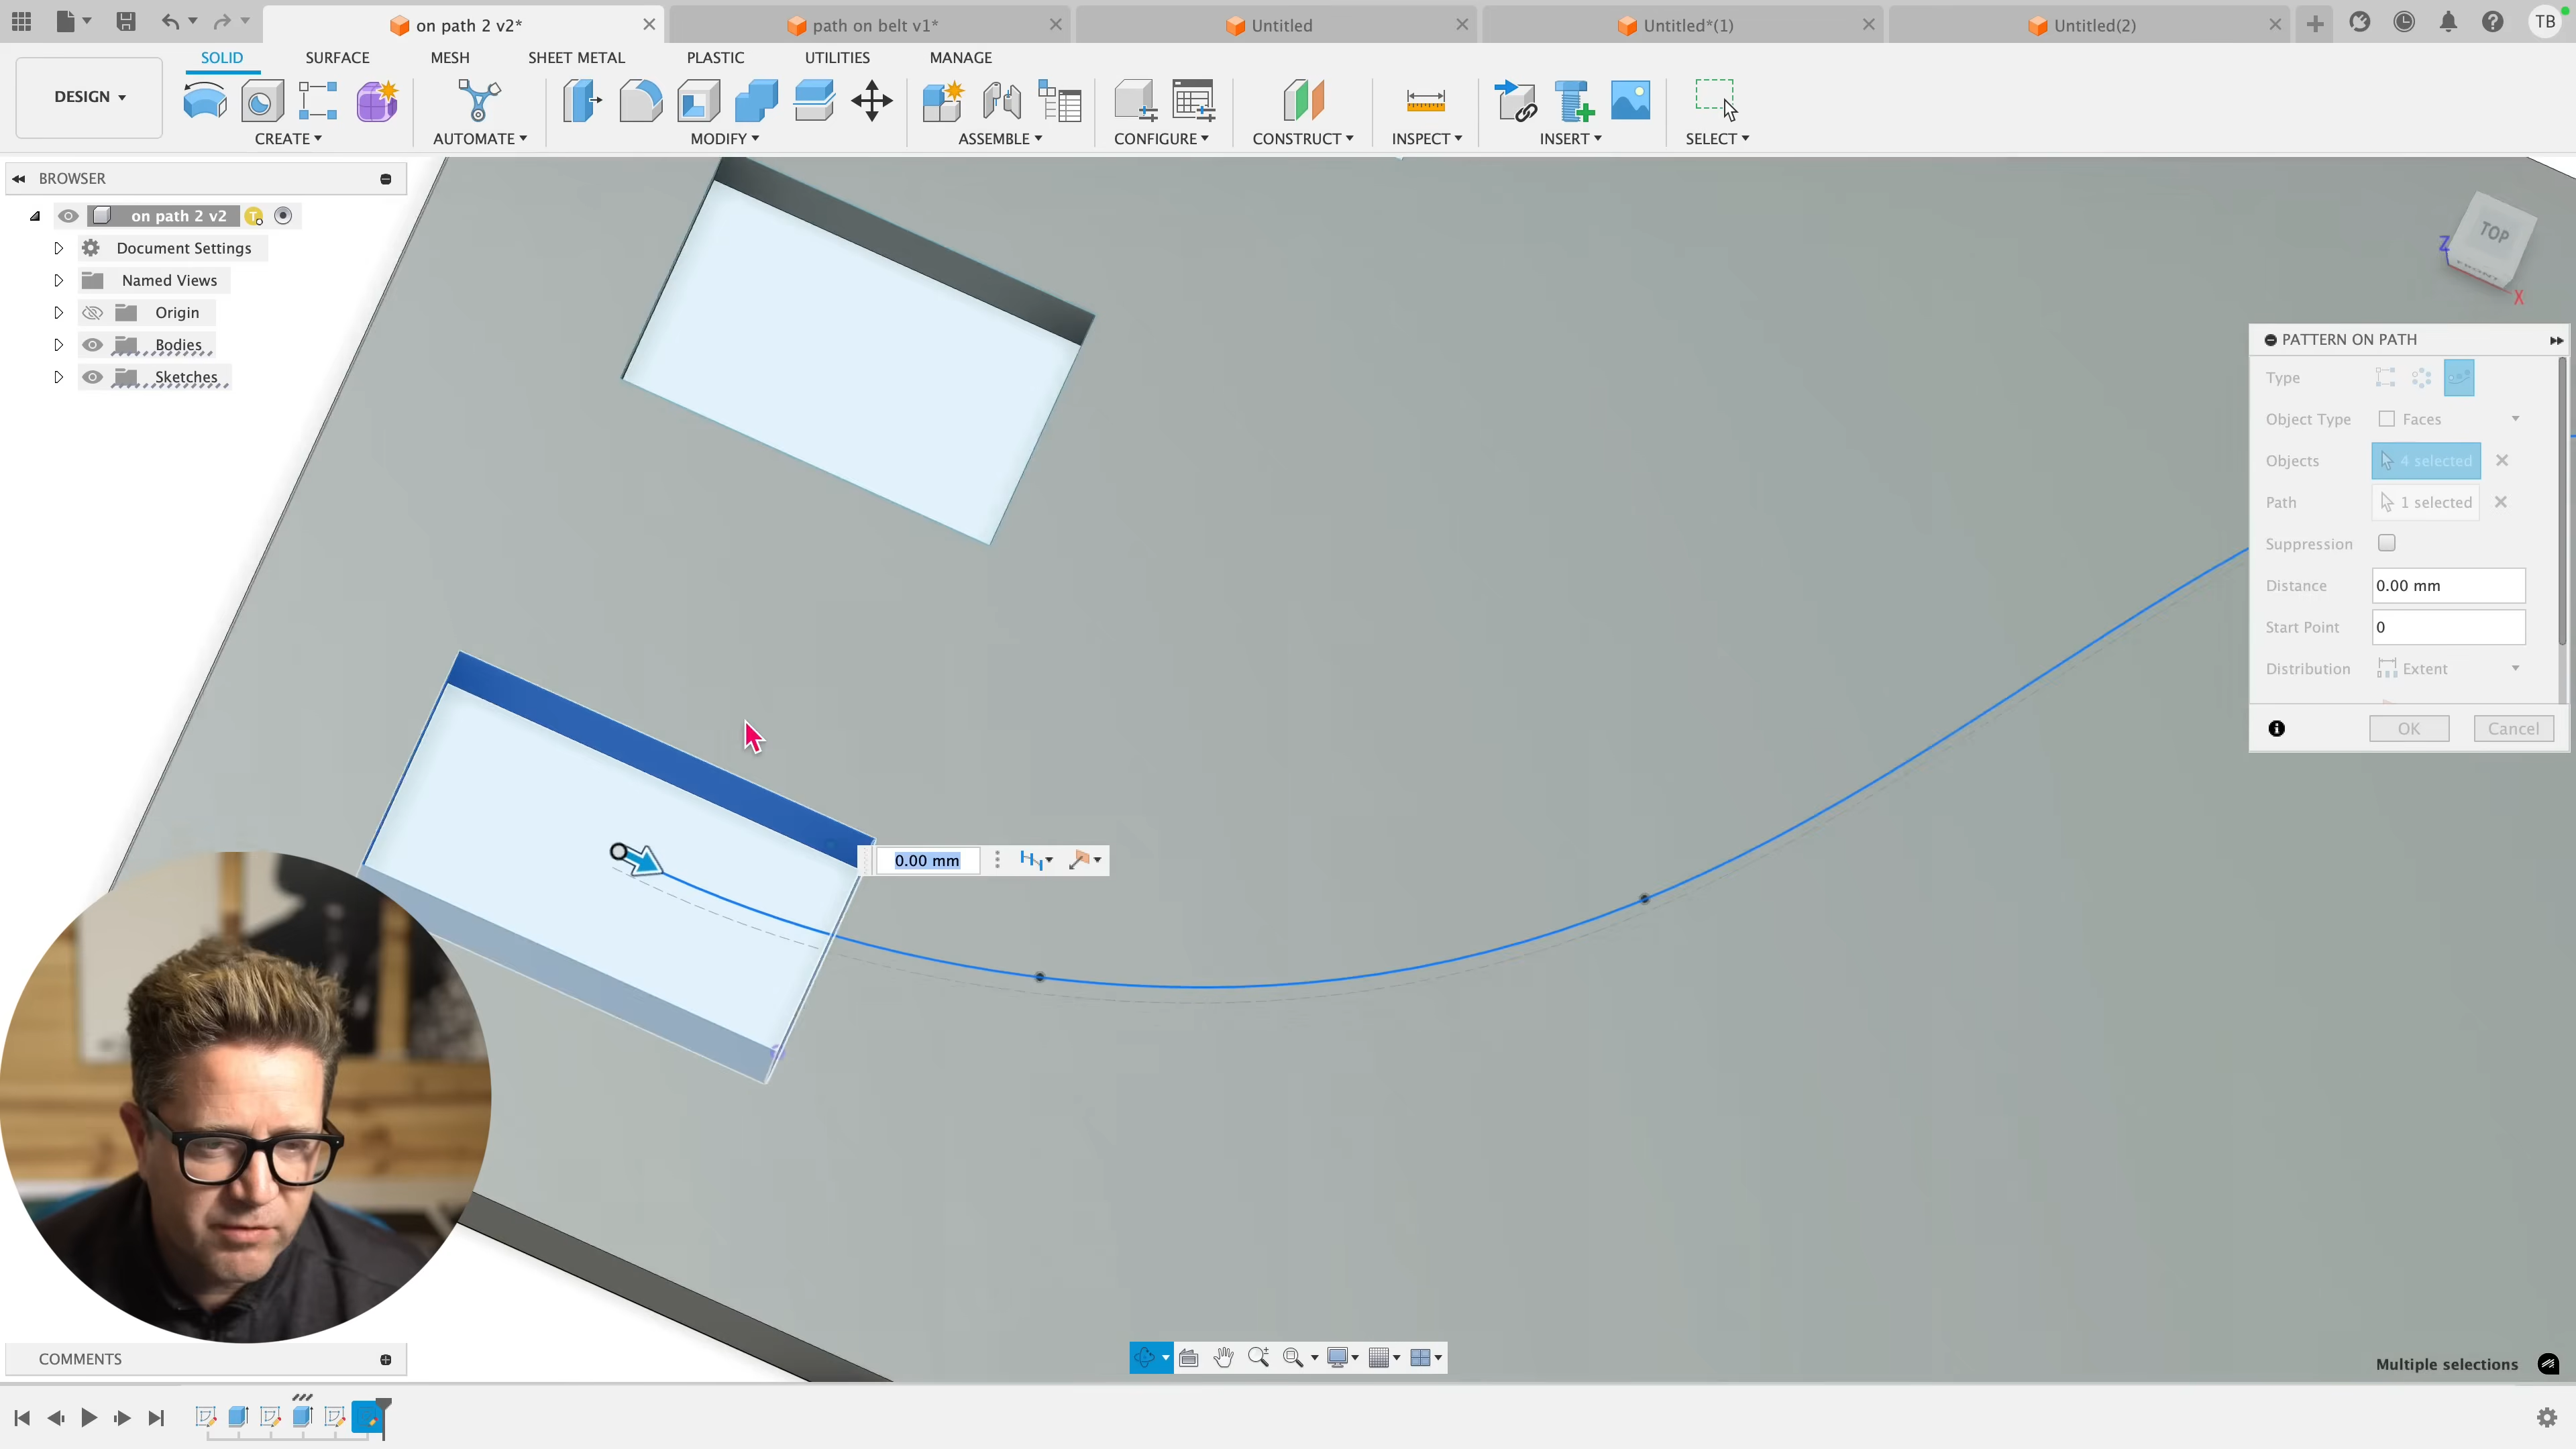 on path 2 v2*
path on belt v1*
Untitled
Untitled*(1)
Untitled(2)
TB
SOLID
SURFACE
MESH
SHEET METAL
PLASTIC
UTILITIES
MANAGE
DESIGN
CREATE
AUTOMATE
MODIFY
ASSEMBLE
CONFIGURE
CONSTRUCT
INSPECT
INSERT
SELECT
BROWSER
on path 2 v2
Document Settings
Named Views
Origin
Bodies
Sketches
TOP
FRONT
Z
X
PATTERN ON PATH
Type
Object Type Faces
Objects 4 selected
Path 1 selected
Suppression
Distance 0.00 mm
Start Point 0
Distribution Extent
OK Cancel
0.00 mm
COMMENTS
Multiple selections